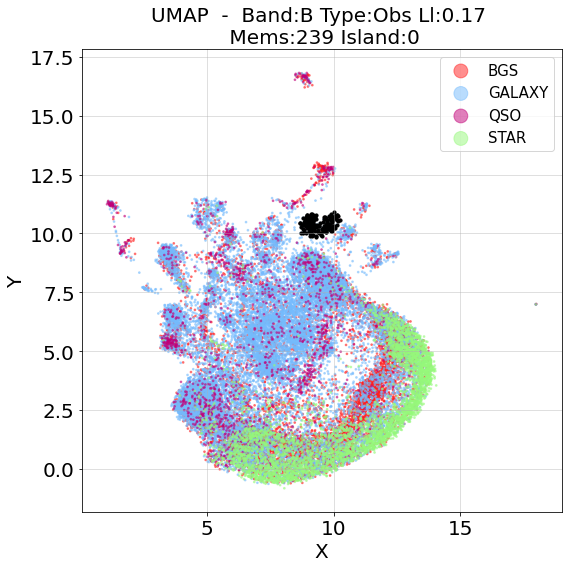 UMAP  -  Band:B Type:Obs Ll:0.17
Mems:239 Island:0
BGS
GALAXY
QSO
STAR
17.5
15.0
12.5
10.0
7.5
5.0
2.5
0.0
Y
5
10
15
X